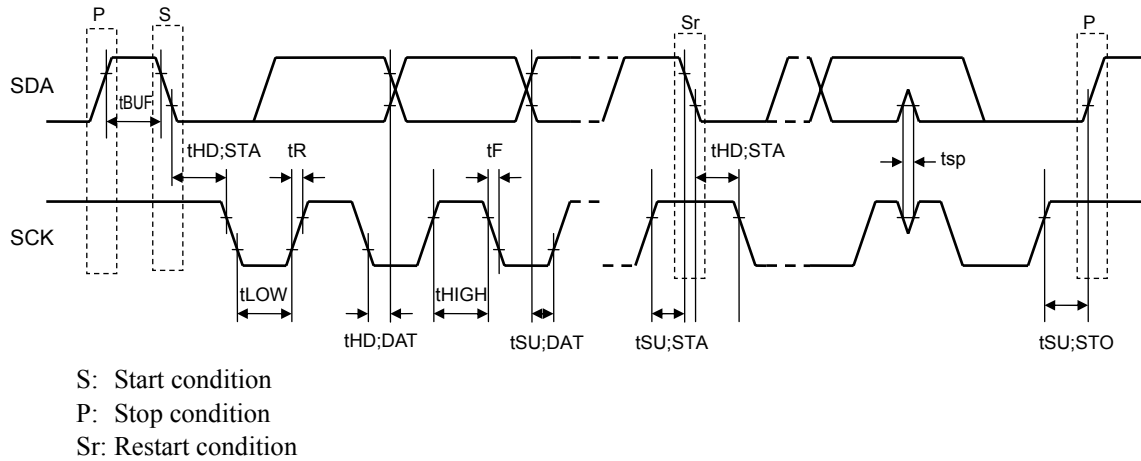 P S Sr P
SDA
tBUF
tHD;STA tR tF tHD;STA tsp
SCK
tLOW tHIGH
tHD;DAT tSU;DAT tSU;STA tSU;STO
S: Start condition
P: Stop condition
Sr: Restart condition